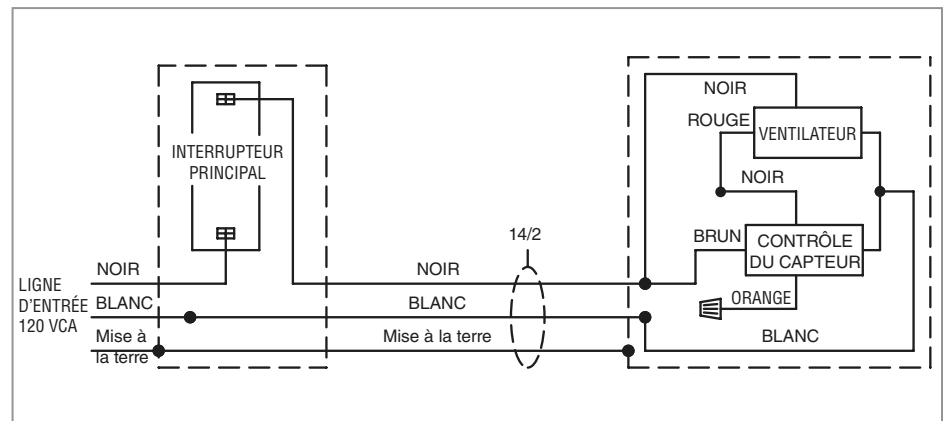 INTERRUPTEUR
PRINCIPAL
LIGNE
D'ENTRÉE
120 VCA
NOIR
BLANC
Mise à
la terre
NOIR
BLANC
Mise à la terre
14/2
NOIR
ROUGE
VENTILATEUR
NOIR
BRUN
CONTRÔLE
DU CAPTEUR
ORANGE
BLANC